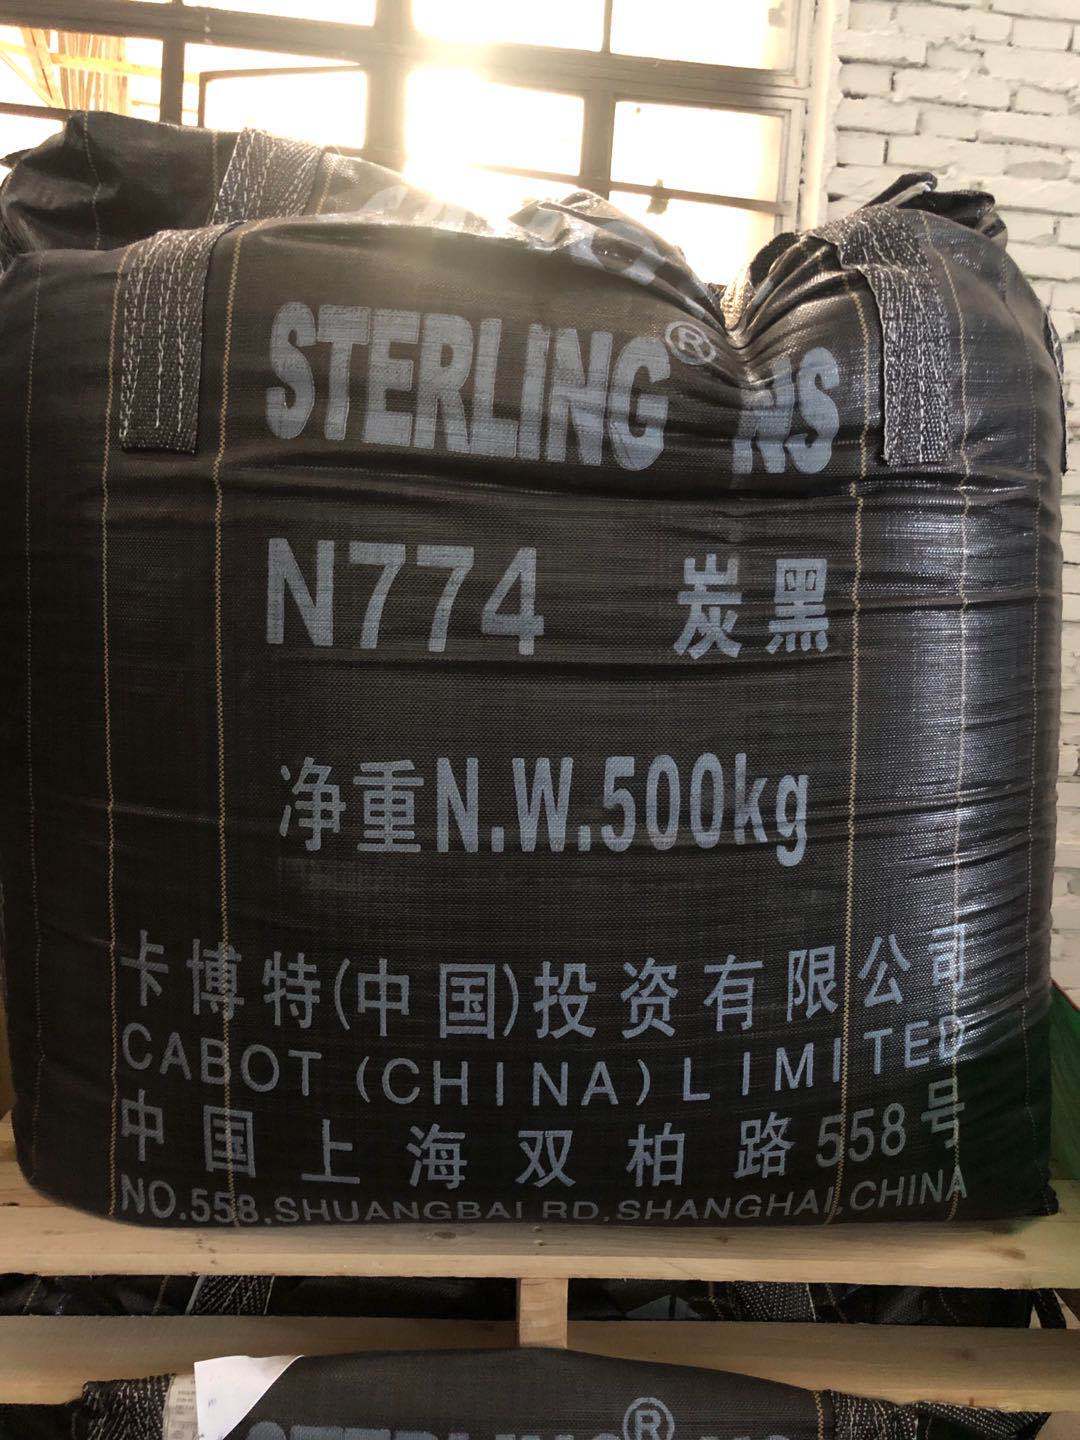 STERLING® NS
N774 炭黑
净重N.W.500kg
卡博特(中国)投资有限公司
CABOT (CHINA) LIMITED
中国上海双柏路558号
NO.558.SHUANGBAI RD.SHANGHAI,CHINA
STERLING®